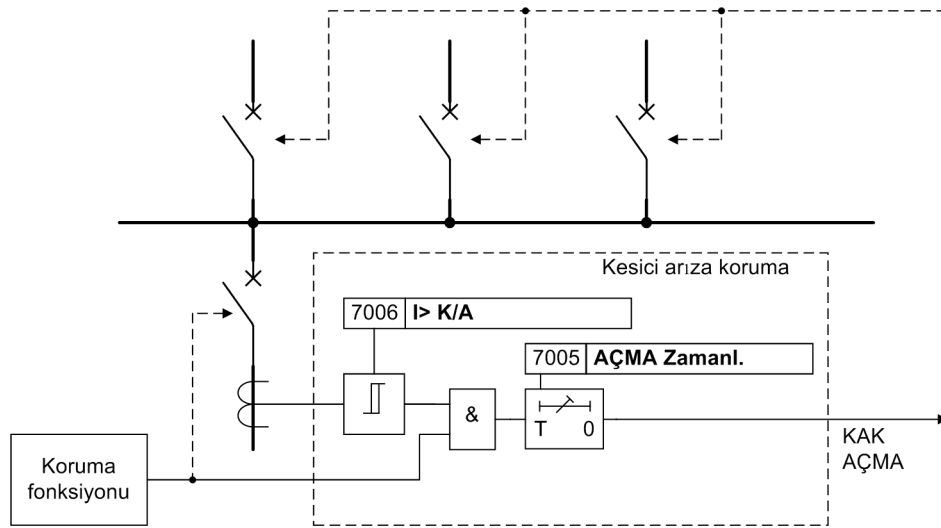 Kesici arıza koruma
7006 I> K/A
7005 AÇMA Zamanl.
&
T 0
KAK
AÇMA
Koruma
fonksiyonu